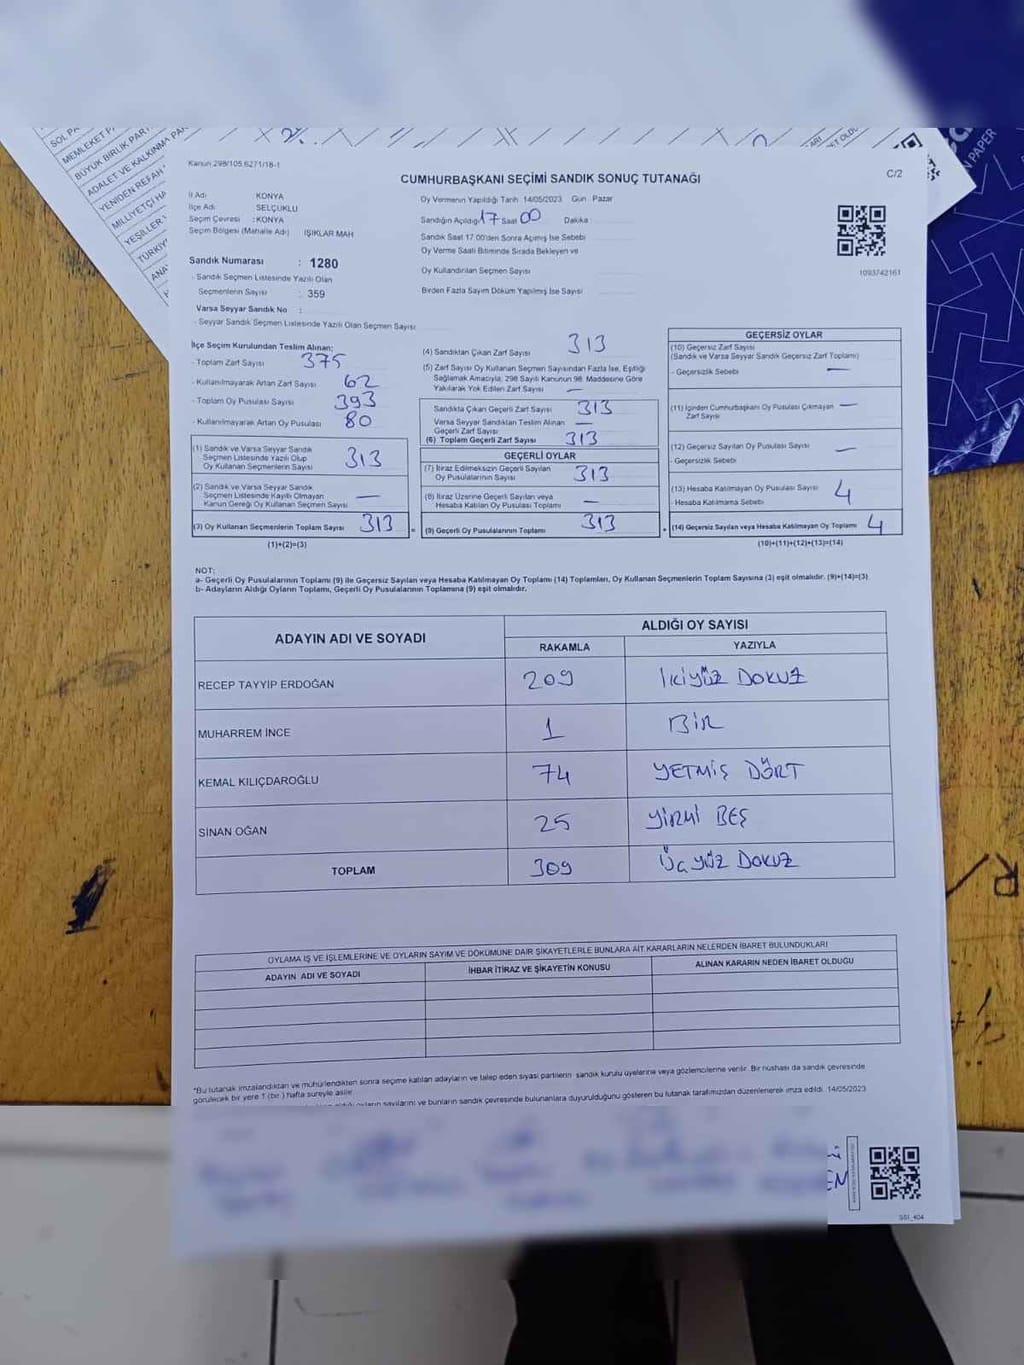 SOL PA
MEMLEKET P
BÜYÜK BİRLİK PART
ADALET VE KALKINMA PAR
YENİDEN REFAH
MİLLİYETÇİ HA
YEŞİLLER
TÜRKİY
ANA
N PAPER
Kanun 298/105.6271/18-1
CUMHURBAŞKANI SEÇİMİ SANDIK SONUÇ TUTANAĞI
C/2
İl Adı : KONYA
İlçe Adı : SELÇUKLU
Seçim Çevresi : KONYA
Seçim Bölgesi (Mahalle Adı) IŞIKLAR MAH
Sandık Numarası : 1280
- Sandık Seçmen Listesinde Yazılı Olan
Seçmenlerin Sayısı : 359
Varsa Seyyar Sandık No :
- Seyyar Sandık Seçmen Listesinde Yazılı Olan Seçmen Sayısı
Oy Vermenin Yapıldığı Tarih 14/05/2023 Gün Pazar
Sandığın Açıldığı 17 Saat 00 Dakika
Sandık Saat 17.00'den Sonra Açılmış İse Sebebi
Oy Verme Saati Bitiminde Sırada Bekleyen ve
Oy Kullandırılan Seçmen Sayısı
Birden Fazla Sayım Döküm Yapılmış İse Sayısı
1093742161
İlçe Seçim Kurulundan Teslim Alınan;
- Toplam Zarf Sayısı 375
- Kullanılmayarak Artan Zarf Sayısı 62
- Toplam Oy Pusulası Sayısı 393
- Kullanılmayarak Artan Oy Pusulası 80
(1) Sandık ve Varsa Seyyar Sandık
Seçmen Listesinde Yazılı Olup
Oy Kullanan Seçmenlerin Sayısı 313
(2) Sandık ve Varsa Seyyar Sandık
Seçmen Listesinde Kayıtlı Olmayan
Kanun Gereği Oy Kullanan Seçmen Sayısı —
(3) Oy Kullanan Seçmenlerin Toplam Sayısı 313 =
(1)+(2)=(3)
(4) Sandıktan Çıkan Zarf Sayısı 313
(5) Zarf Sayısı Oy Kullanan Seçmen Sayısından Fazla İse, Eşitliği
Sağlamak Amacıyla; 298 Sayılı Kanunun 98. Maddesine Göre
Yakılarak Yok Edilen Zarf Sayısı —
Sandıkta Çıkan Geçerli Zarf Sayısı 313
Varsa Seyyar Sandıktan Teslim Alınan —
Geçerli Zarf Sayısı
(6) Toplam Geçerli Zarf Sayısı 313
GEÇERLİ OYLAR
(7) İtiraz Edilmeksizin Geçerli Sayılan
Oy Pusulalarının Sayısı 313
(8) İtiraz Üzerine Geçerli Sayılan veya
Hesaba Katılan Oy Pusulası Toplamı —
(9) Geçerli Oy Pusulalarının Toplamı 313
GEÇERSİZ OYLAR
(10) Geçersiz Zarf Sayısı
(Sandık ve Varsa Seyyar Sandık Geçersiz Zarf Toplamı)
- Geçersizlik Sebebi —
(11) İçinden Cumhurbaşkanı Oy Pusulası Çıkmayan —
Zarf Sayısı
(12) Geçersiz Sayılan Oy Pusulası Sayısı
- Geçersizlik Sebebi —
(13) Hesaba Katılmayan Oy Pusulası Sayısı 4
Hesaba Katılmama Sebebi
(14) Geçersiz Sayılan veya Hesaba Katılmayan Oy Toplamı 4
(10)+(11)+(12)+(13)=(14)
NOT:
a- Geçerli Oy Pusulalarının Toplamı (9) ile Geçersiz Sayılan veya Hesaba Katılmayan Oy Toplamı (14) Toplamları, Oy Kullanan Seçmenlerin Toplam Sayısına (3) eşit olmalıdır. (9)+(14)=(3)
b- Adayların Aldığı Oyların Toplamı, Geçerli Oy Pusulalarının Toplamına (9) eşit olmalıdır.
ADAYIN ADI VE SOYADI ALDIĞI OY SAYISI
RAKAMLA YAZIYLA
RECEP TAYYİP ERDOĞAN 209 İkiyüz DOKUZ
MUHARREM İNCE 1 BİR
KEMAL KILIÇDAROĞLU 74 YETMİŞ DÖRT
SİNAN OĞAN 25 YİRMİ BEŞ
TOPLAM 309 ÜÇ YÜZ DOKUZ
OYLAMA İŞ VE İŞLEMLERİNE VE OYLARIN SAYIM VE DÖKÜMÜNE DAİR ŞİKAYETLERLE BUNLARA AİT KARARLARIN NELERDEN İBARET BULUNDUKLARI
ADAYIN ADI VE SOYADI İHBAR İTİRAZ VE ŞİKAYETİN KONUSU ALINAN KARARIN NEDEN İBARET OLDUĞU
*Bu tutanak imzalandıktan ve mühürlendikten sonra seçime katılan adayların ve talep eden siyasi partilerin sandık kurulu üyelerine veya gözlemcilerine verilir. Bir nüshası da sandık çevresinde
görülecek bir yere 1 (bir) hafta süreyle asılır.
aldığı oyların sayılarını ve bunların sandık çevresinde bulunanlara duyurulduğunu gösteren bu tutanak tarafımızdan düzenlenerek imza edildi. 14/05/2023